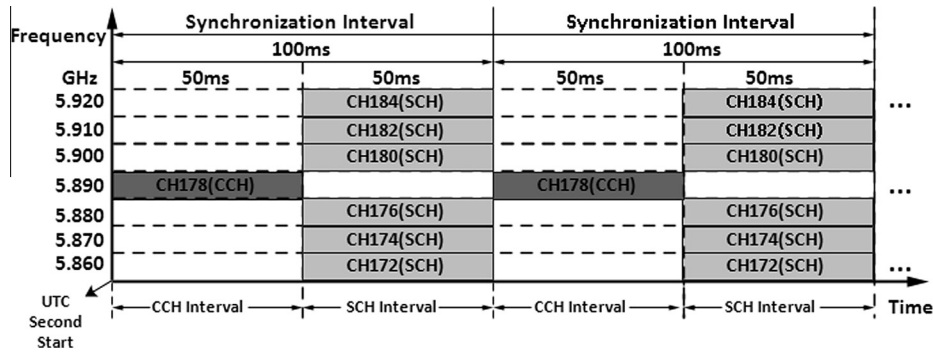 Synchronization Interval Synchronization Interval
Frequency
100ms 100ms
GHz 50ms 50ms 50ms 50ms
5.920 CH184(SCH) CH184(SCH) ...
5.910 CH182(SCH) CH182(SCH)
5.900 CH180(SCH) CH180(SCH)
5.890 CH178(CCH) CH178(CCH) ...
5.880 CH176(SCH) CH176(SCH)
5.870 CH174(SCH) CH174(SCH)
5.860 CH172(SCH) CH172(SCH) ...
UTC CCH Interval SCH Interval CCH Interval SCH Interval Time
Second
Start